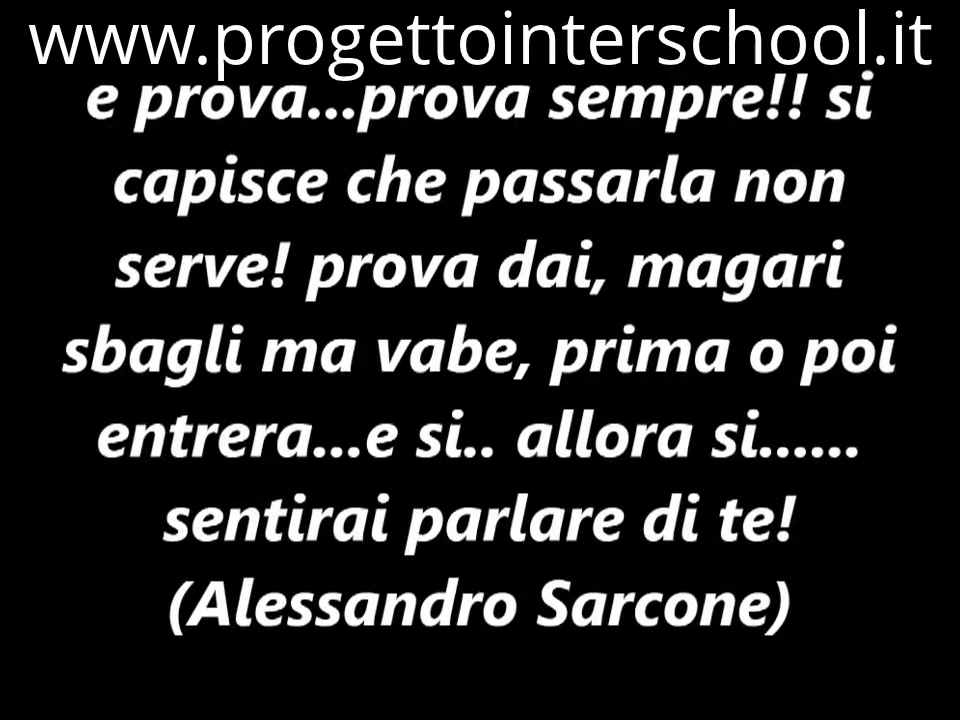 www.progettointerschool.it
e prova...prova sempre!! si
capisce che passarla non
serve! prova dai, magari
sbagli ma vabe, prima o poi
entrera...e si.. allora si......
sentirai parlare di te!
(Alessandro Sarcone)